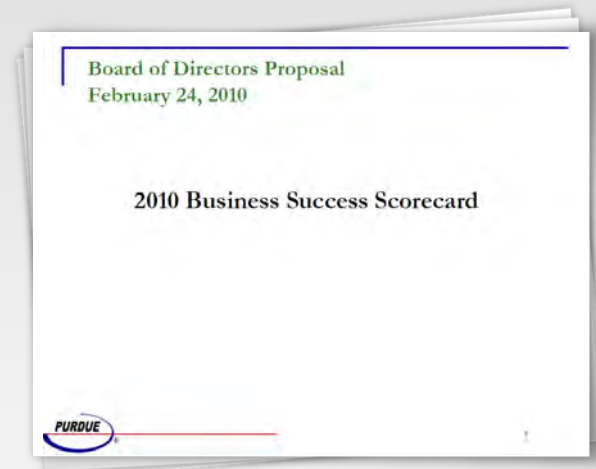 Board of Directors Proposal
February 24, 2010
2010 Business Success Scorecard
PURDUE
®